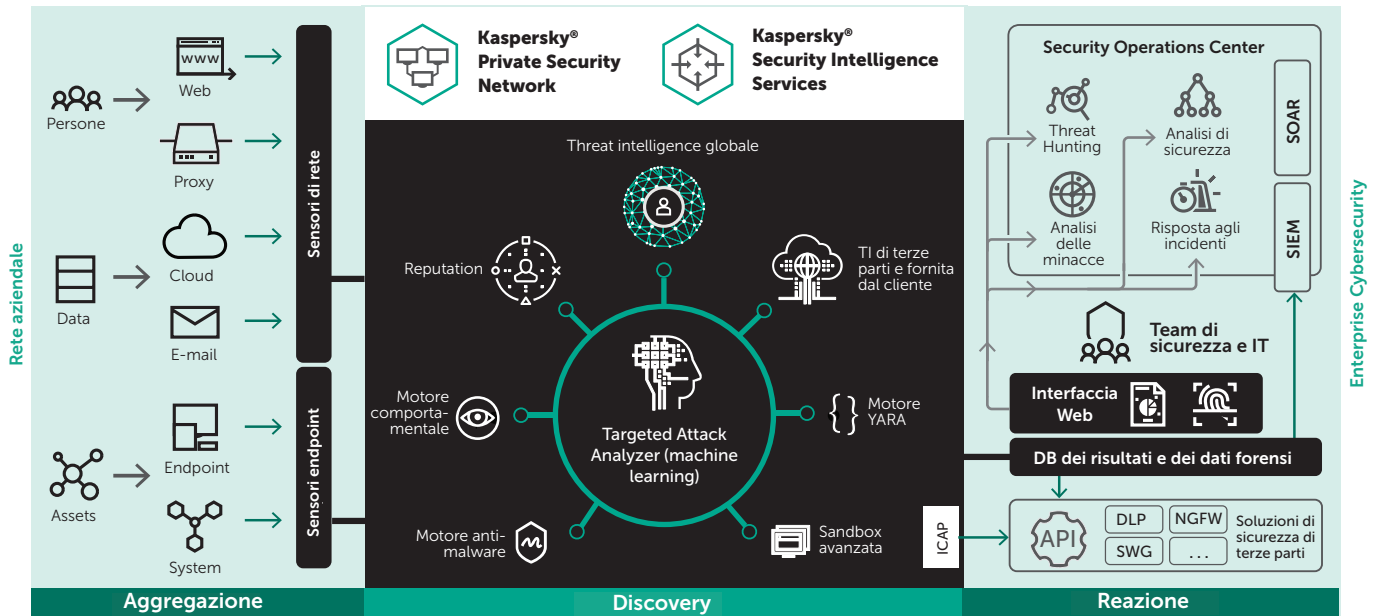 Rete aziendale
Persone
Data
Assets
www
Web
Proxy
Cloud
E-mail
Endpoint
System
Sensori di rete
Sensori endpoint
Aggregazione
Kaspersky®
Private Security
Network
Kaspersky®
Security Intelligence
Services
Threat intelligence globale
Reputation
TI di terze
parti e fornita
dal cliente
Motore
comporta-
mentale
Motore
YARA
Targeted Attack
Analyzer (machine
learning)
Motore anti-
malware
Sandbox
avanzata
ICAP
Discovery
Security Operations Center
Threat
Hunting
Analisi di
sicurezza
Analisi
delle
minacce
Risposta agli
incidenti
SOAR
SIEM
Team di
sicurezza e IT
Interfaccia
Web
DB dei risultati e dei dati forensi
API
DLP
NGFW
SWG
...
Soluzioni di
sicurezza di
terze parti
Reazione
Enterprise Cybersecurity